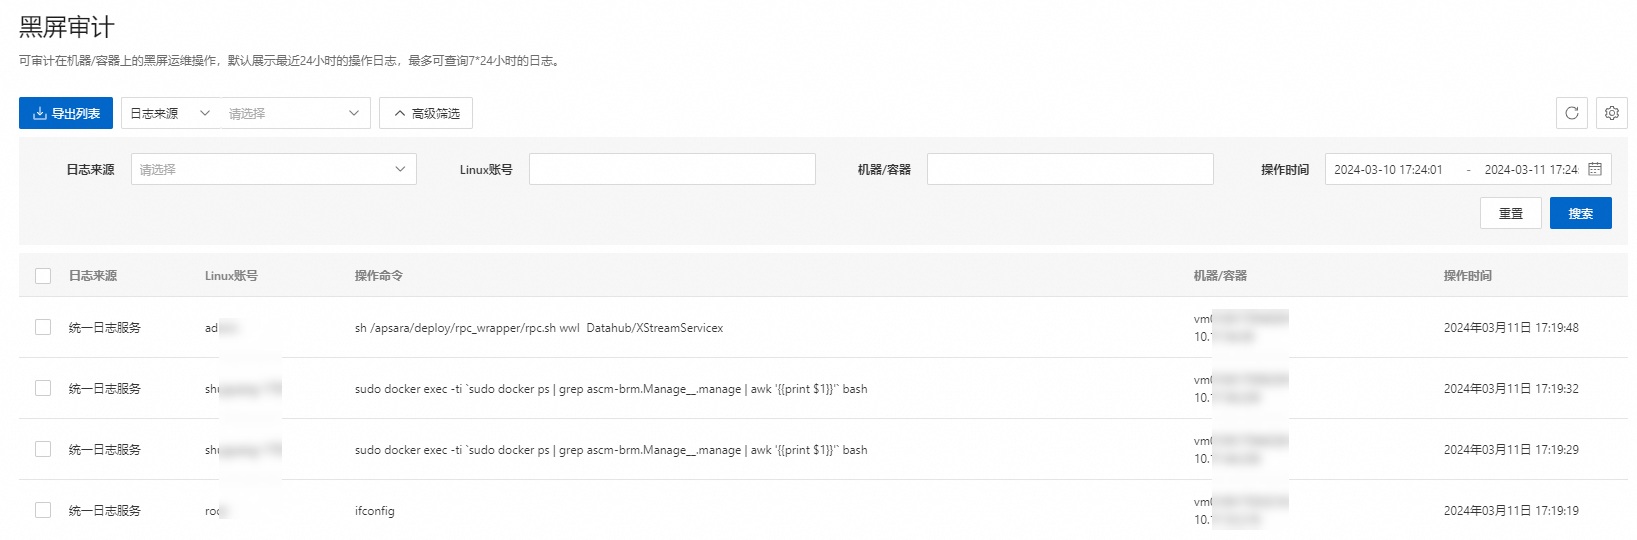 黑屏审计
可审计在机器/容器上的黑屏运维操作，默认展示最近24小时的操作日志，最多可查询7*24小时的日志。
导出列表 日志来源 请选择 高级筛选
日志来源 请选择 Linux账号 机器/容器 操作时间 2024-03-10 17:24:01 - 2024-03-11 17:24:
重置 搜索
日志来源 Linux账号 操作命令 机器/容器 操作时间
统一日志服务 ad sh /apsara/deploy/rpc_wrapper/rpc.sh wwl Datahub/XStreamServicex vm 2024年03月11日 17:19:48
10.
统一日志服务 sh sudo docker exec -ti `sudo docker ps | grep ascm-brm.Manage__.manage | awk '{{print $1}}'` bash vm 2024年03月11日 17:19:32
10.
统一日志服务 sh sudo docker exec -ti `sudo docker ps | grep ascm-brm.Manage__.manage | awk '{{print $1}}'` bash vm 2024年03月11日 17:19:29
10.
统一日志服务 ro ifconfig vm 2024年03月11日 17:19:19
10.